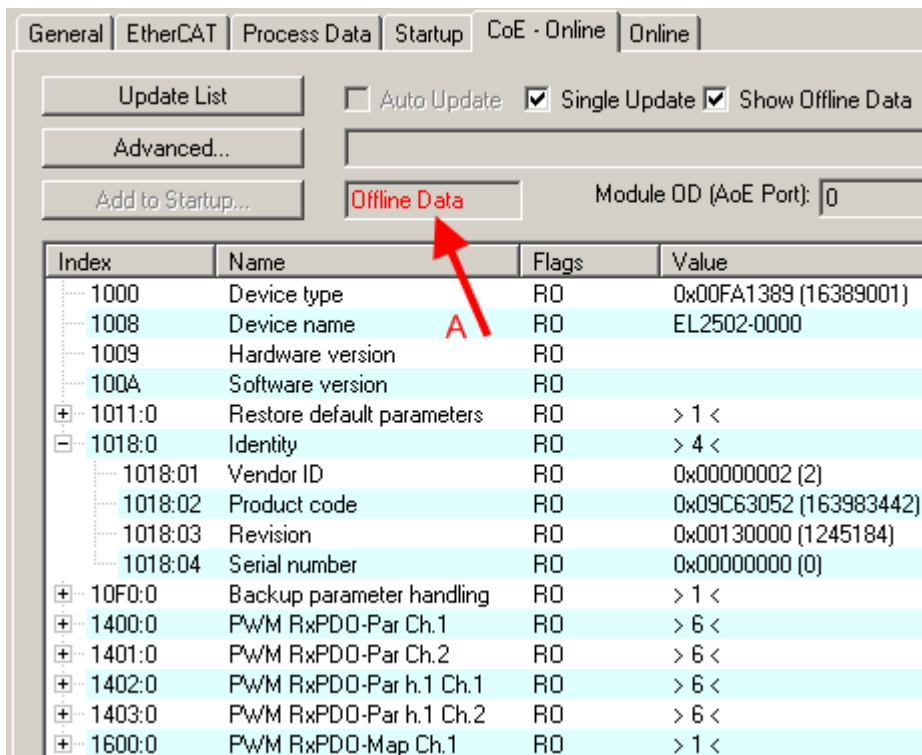 General EtherCAT Process Data Startup CoE - Online Online
Update List Auto Update Single Update Show Offline Data
Advanced...
Add to Startup... Offline Data Module OD (AoE Port): 0
Index Name Flags Value
1000 Device type RO 0x00FA1389 (16389001)
1008 Device name RO EL2502-0000
A
1009 Hardware version RO
100A Software version RO
1011:0 Restore default parameters RO > 1 <
1018:0 Identity RO > 4 <
1018:01 Vendor ID RO 0x00000002 (2)
1018:02 Product code RO 0x09C63052 (163983442)
1018:03 Revision RO 0x00130000 (1245184)
1018:04 Serial number RO 0x00000000 (0)
10F0:0 Backup parameter handling RO > 1 <
1400:0 PWM RxPDO-Par Ch.1 RO > 6 <
1401:0 PWM RxPDO-Par Ch.2 RO > 6 <
1402:0 PWM RxPDO-Par h.1 Ch.1 RO > 6 <
1403:0 PWM RxPDO-Par h.1 Ch.2 RO > 6 <
1600:0 PWM RxPDO-Map Ch.1 RO > 1 <